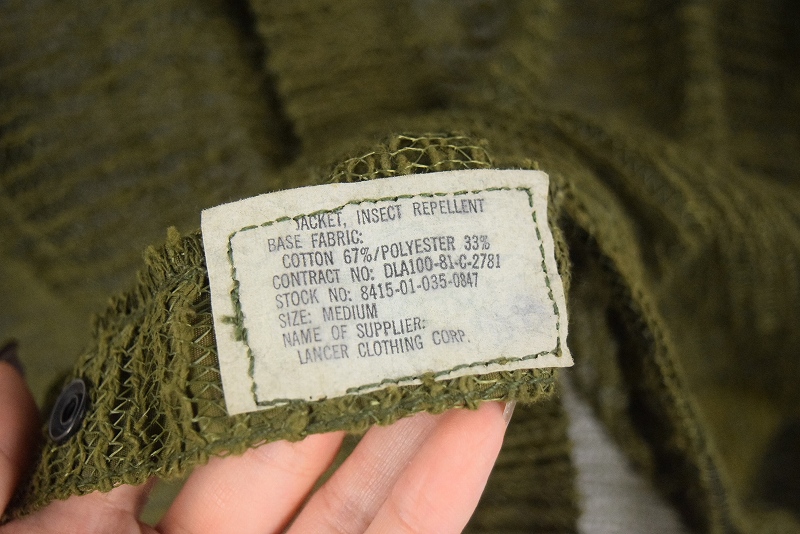 JACKET, INSECT REPELLENT
BASE FABRIC:
COTTON 67%/POLYESTER 33%
CONTRACT NO: DLA100-81-C-2781
STOCK NO: 8415-01-035-0847
SIZE: MEDIUM
NAME OF SUPPLIER:
LANCER CLOTHING CORP.